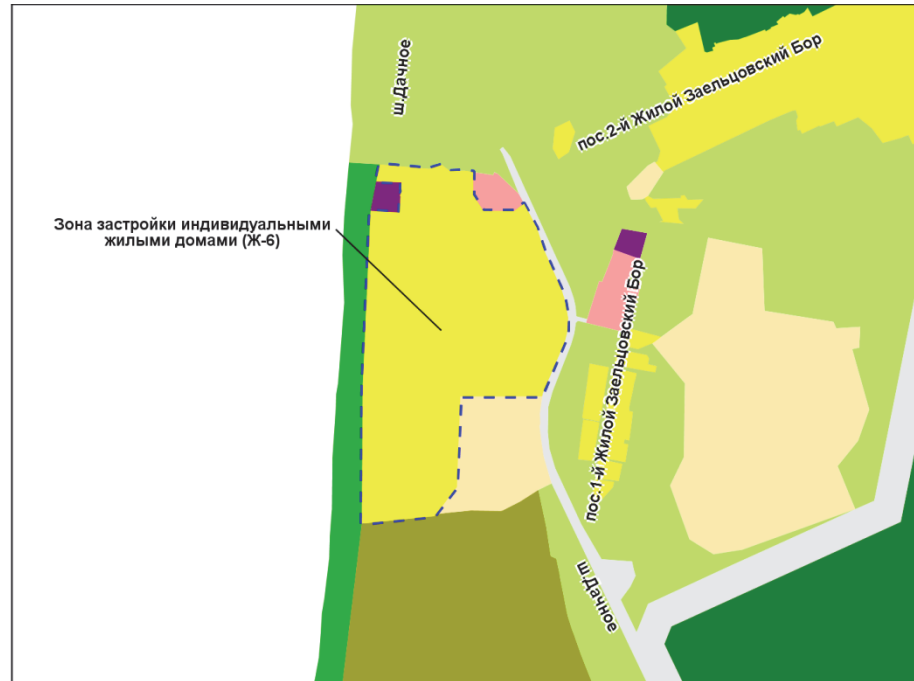 ш.Дачное
пос.2-й Жилой Заельцовский Бор
Зона застройки индивидуальными
жилыми домами (Ж-6)
пос.1-й Жилой Заельцовский Бор
ш.Дачное